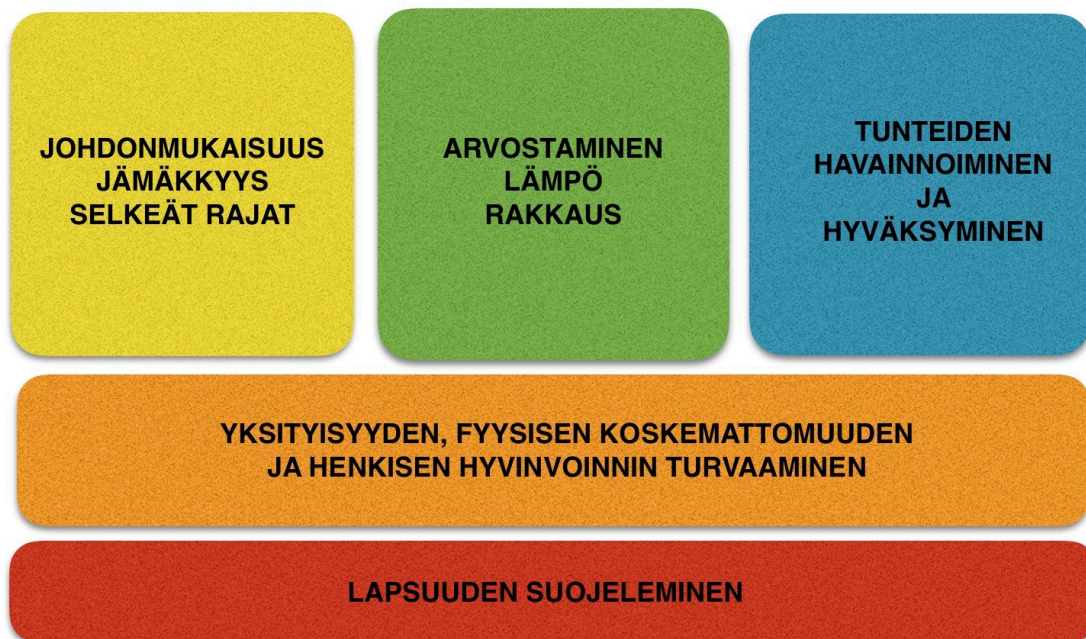 JOHDONMUKAISUUS
JÄMÄKKYYS
SELKEÄT RAJAT
ARVOSTAMINEN
LÄMPÖ
RAKKAUS
TUNTEIDEN
HAVAINNOIMINEN
JA
HYVÄKSYMINEN
YKSITYISYYDEN, FYYSISEN KOSKEMATTOMUUDEN
JA HENKISEN HYVINVOINNIN TURVAAMINEN
LAPSUUDEN SUOJELEMINEN